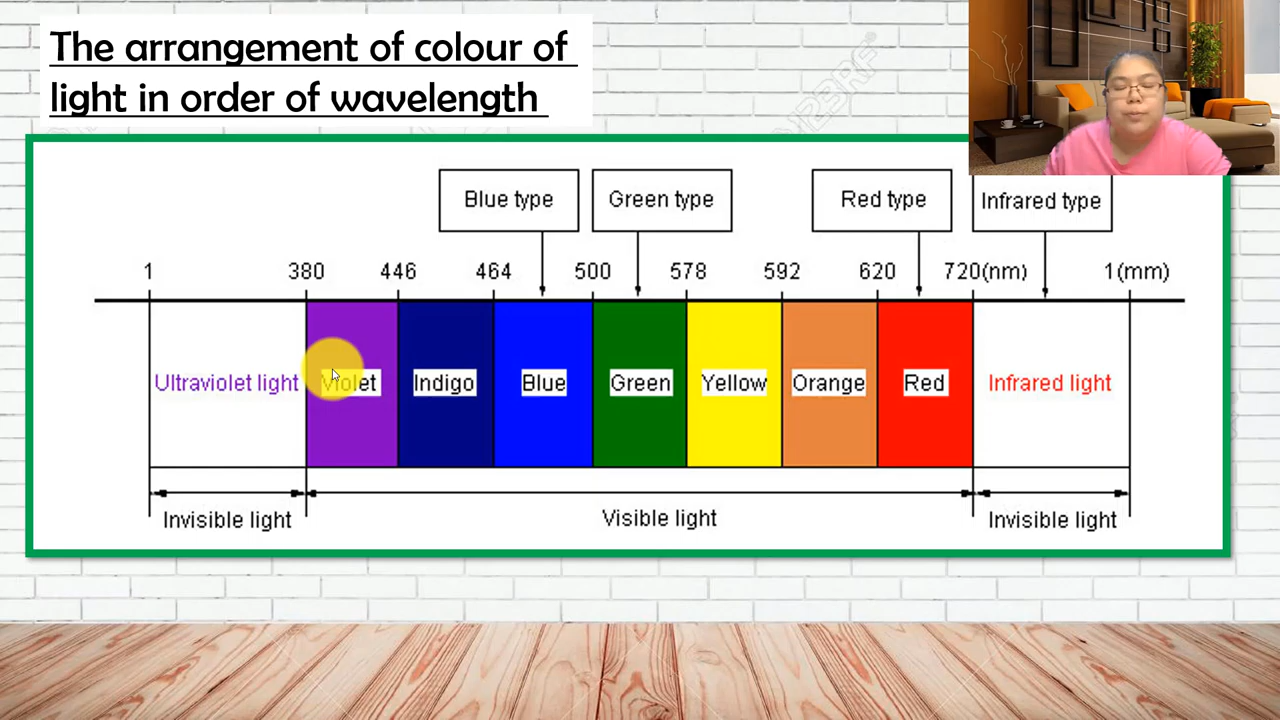 The arrangement of colour of
light in order of wavelength
Blue type
Green type
Red type
Infrared type
1
380
446
464
500
578
592
620
720(nm)
1(mm)
Ultraviolet light
Violet
Indigo
Blue
Green
Yellow
Orange
Red
Infrared light
Invisible light
Visible light
Invisible light